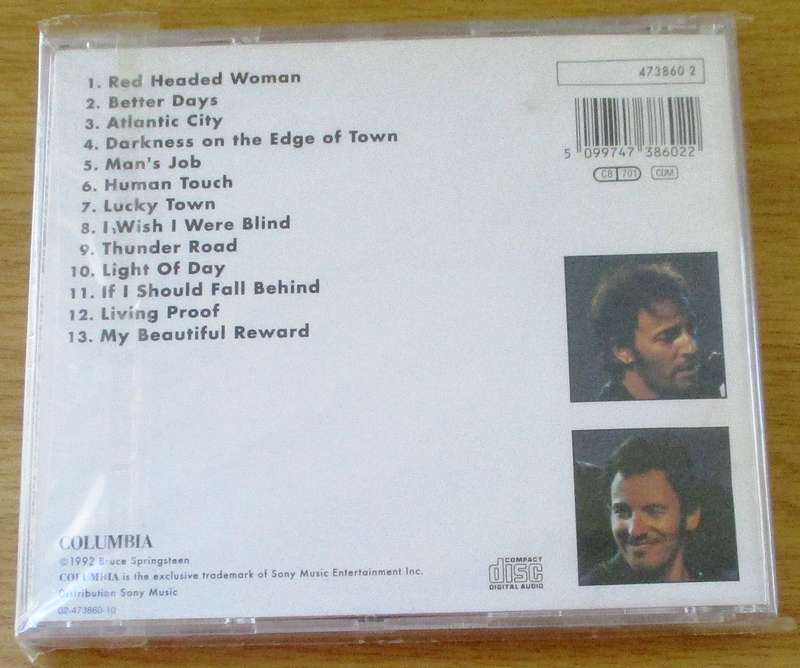 1. Red Headed Woman
2. Better Days
3. Atlantic City
4. Darkness on the Edge of Town
5. Man's Job
6. Human Touch
7. Lucky Town
8. I Wish I Were Blind
9. Thunder Road
10. Light Of Day
11. If I Should Fall Behind
12. Living Proof
13. My Beautiful Reward
473860 2
5 099747 386022
CB 701 CDM
COLUMBIA
©1992 Bruce Springsteen
COLUMBIA is the exclusive trademark of Sony Music Entertainment Inc.
Distribution Sony Music
02-473860-10
COMPACT
disc
DIGITAL AUDIO